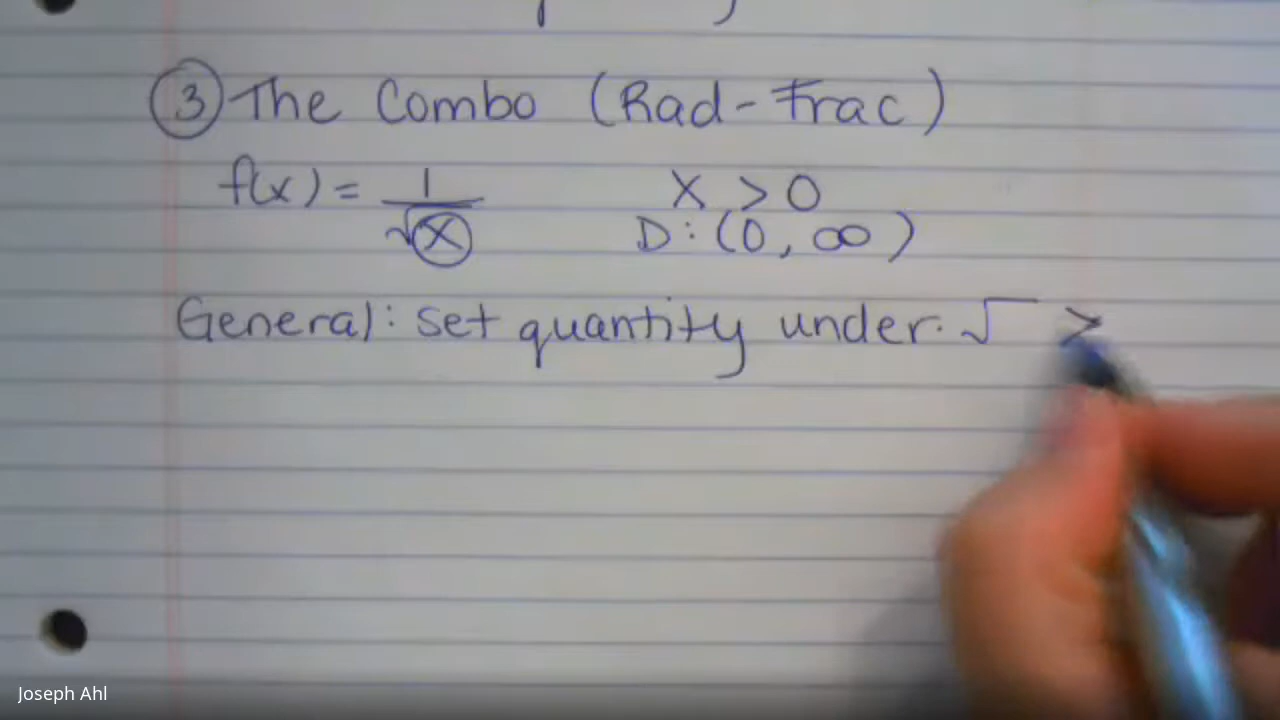 ③ The Combo (Rad-Frac)
f(x) = 1/√x    x > 0
D: (0, ∞)
General: set quantity under √ >
Joseph Ahl